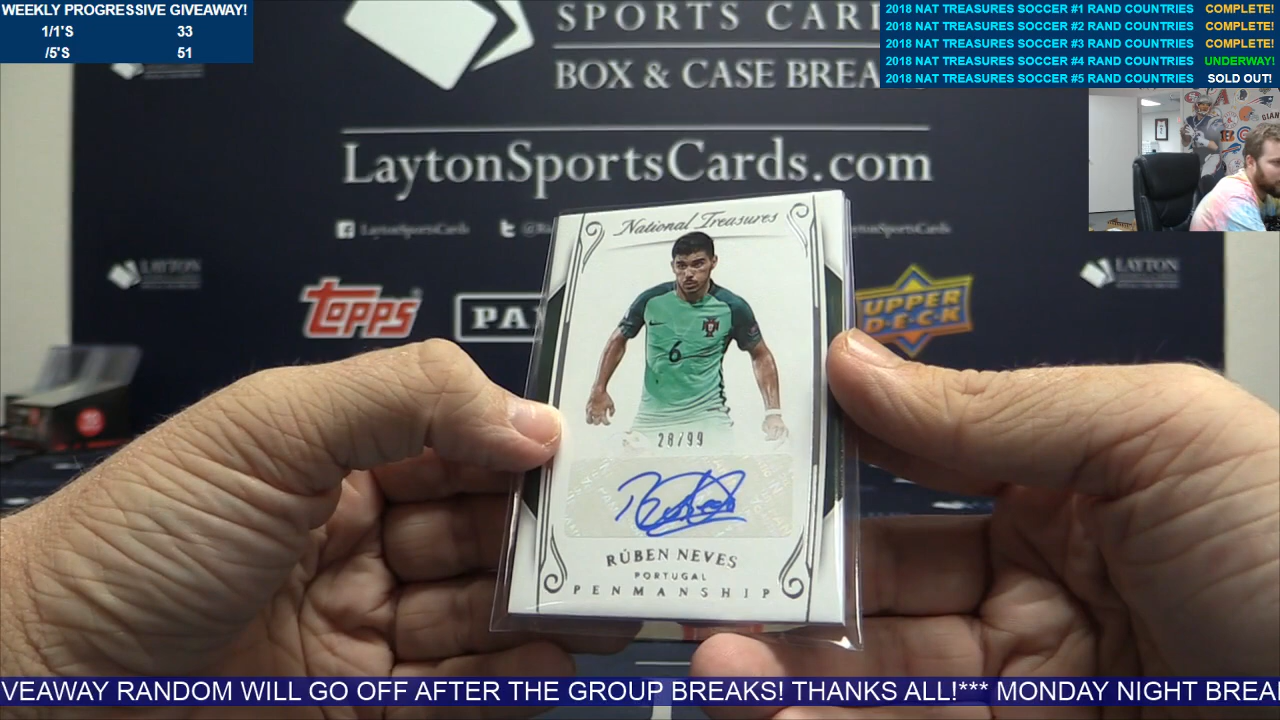 WEEKLY PROGRESSIVE GIVEAWAY!
1/1'S 33
/5'S 51
2018 NAT TREASURES SOCCER #1 RAND COUNTRIES COMPLETE!
2018 NAT TREASURES SOCCER #2 RAND COUNTRIES COMPLETE!
2018 NAT TREASURES SOCCER #3 RAND COUNTRIES COMPLETE!
2018 NAT TREASURES SOCCER #4 RAND COUNTRIES UNDERWAY!
2018 NAT TREASURES SOCCER #5 RAND COUNTRIES SOLD OUT!
SPORTS CAR
BOX & CASE BREA
LaytonSportsCards.com
LaytonSportsCards
LAYTON
LAYTON
topps
PA
UPPER
DECK
National Treasures
6
28/99
RÚBEN NEVES
PORTUGAL
PENMANSHIP
VEAWAY RANDOM WILL GO OFF AFTER THE GROUP BREAKS! THANKS ALL!*** MONDAY NIGHT BREA